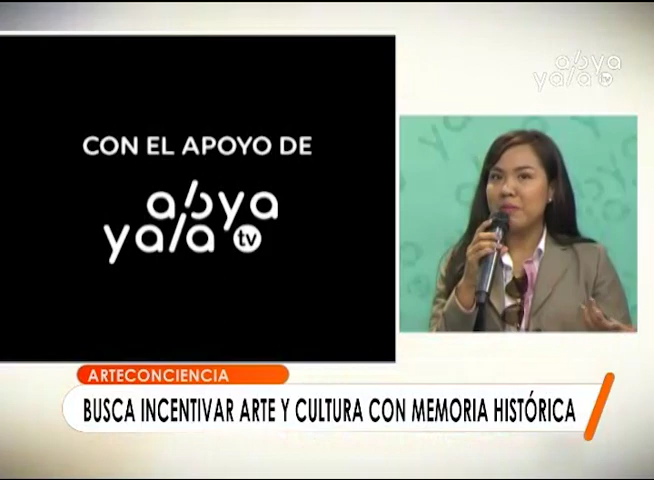 abya
yala tv
CON EL APOYO DE
abya
yala tv
ARTECONCIENCIA
BUSCA INCENTIVAR ARTE Y CULTURA CON MEMORIA HISTÓRICA